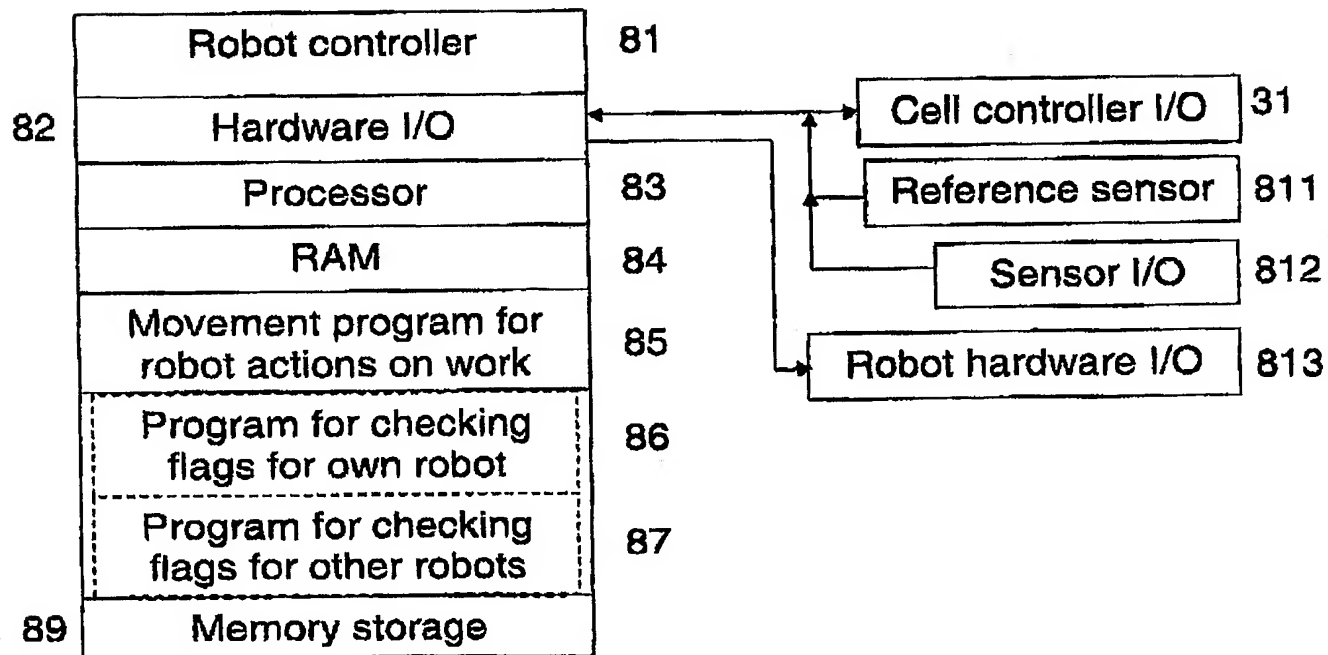 Robot controller 81
82 Hardware I/O
Processor 83
RAM 84
Movement program for
robot actions on work 85
Program for checking
flags for own robot 86
Program for checking
flags for other robots 87
89 Memory storage
Cell controller I/O 31
Reference sensor 811
Sensor I/O 812
Robot hardware I/O 813